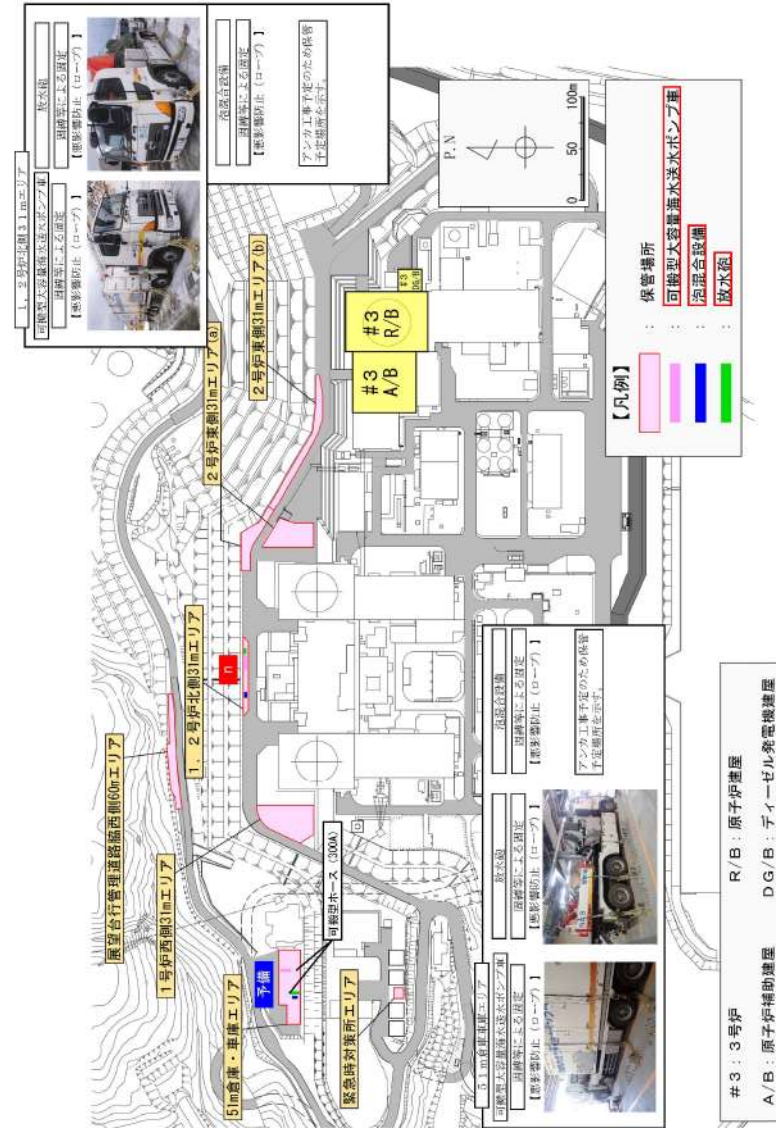 1，2号炉北側31mエリア
可搬型大容量海水送水ポンプ車
固縛等による固定
【悪影響防止（ロープ）】
放水砲
固縛等による固定
【悪影響防止（ロープ）】
泡混合設備
固縛等による固定
【悪影響防止（ロープ）】
アンカ工事予定のため保管
予定場所を示す。
展望台行管理道路脇西側60mエリア
1，2号炉北側31mエリア
2号炉東側31mエリア(a)
2号炉東側31mエリア(b)
1号炉西側31mエリア
51m倉庫・車庫エリア
緊急時対策所エリア
可搬型ホース（300A）
予備
n
#3
A/B
#3
R/B
#3
DG/B
P.N
0 50 100m
【凡例】
：保管場所
：可搬型大容量海水送水ポンプ車
：泡混合設備
：放水砲
51m倉庫車庫エリア
可搬型大容量海水送水ポンプ車
固縛等による固定
【悪影響防止（ロープ）】
放水砲
固縛等による固定
【悪影響防止（ロープ）】
泡混合設備
固縛等による固定
【悪影響防止（ロープ）】
アンカ工事予定のため保管
予定場所を示す。
#3：3号炉 R/B：原子炉建屋
A/B：原子炉補助建屋 DG/B：ディーゼル発電機建屋